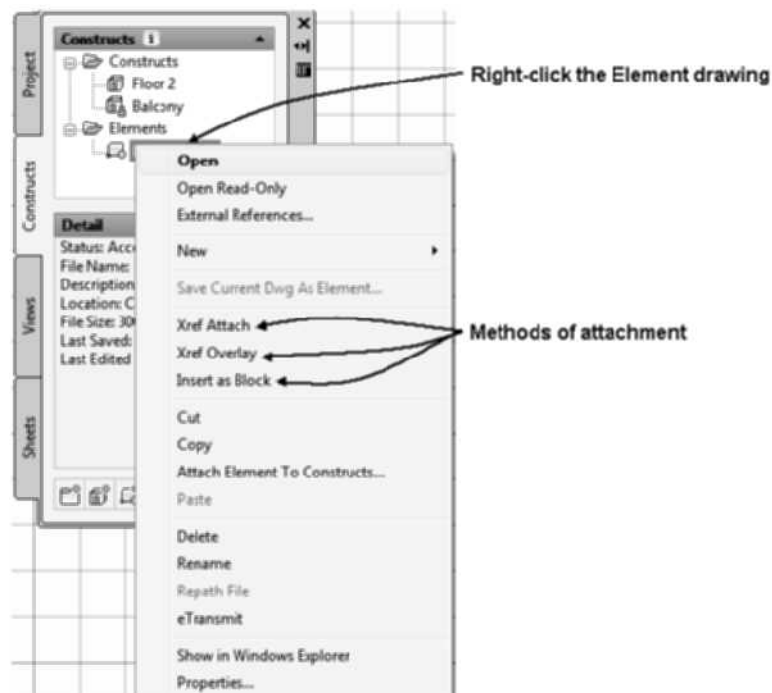 Project
Constructs
Views
Sheets
Constructs
Constructs
Floor 2
Balcony
Elements
Detail
Status: Acc
File Name:
Description
Location: C
File Size: 30
Last Saved:
Last Edited
Open
Open Read-Only
External References...
New
Save Current Dwg As Element...
Xref Attach
Xref Overlay
Insert as Block
Cut
Copy
Attach Element To Constructs...
Paste
Delete
Rename
Repath File
eTransmit
Show in Windows Explorer
Properties...
Right-click the Element drawing
Methods of attachment